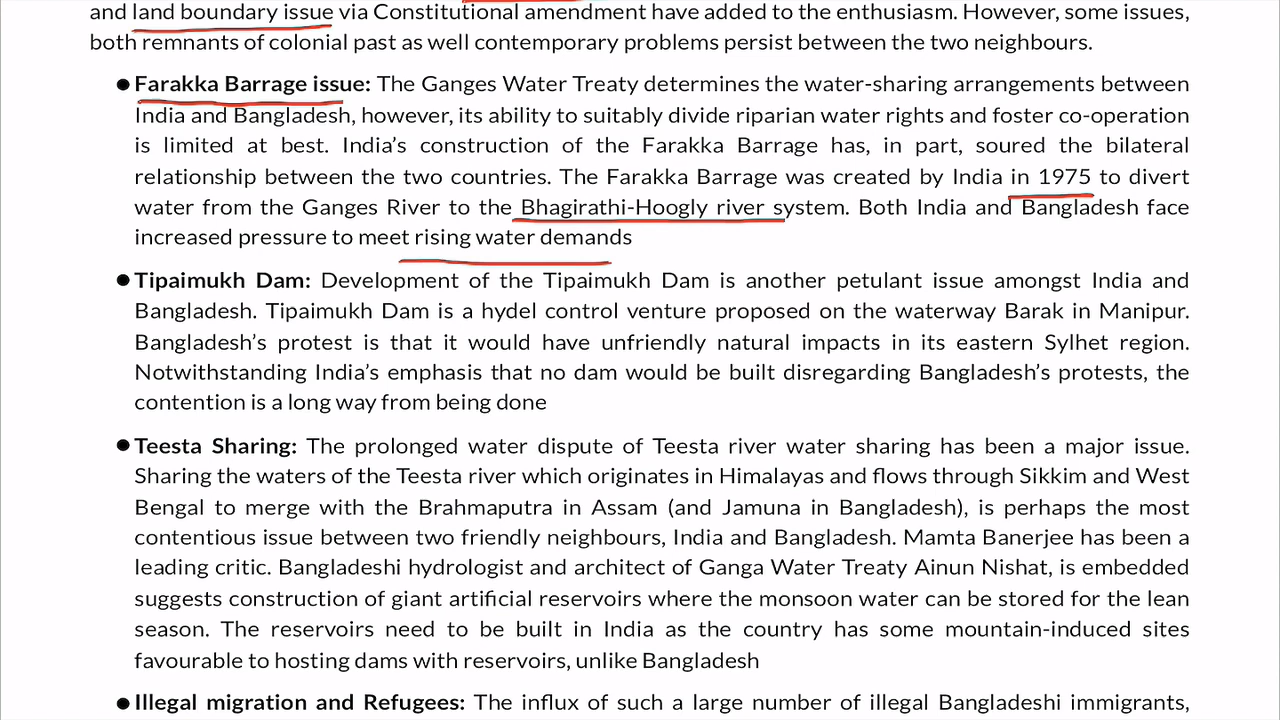 and land boundary issue via Constitutional amendment have added to the enthusiasm. However, some issues,
both remnants of colonial past as well contemporary problems persist between the two neighbours.
● Farakka Barrage issue: The Ganges Water Treaty determines the water-sharing arrangements between
India and Bangladesh, however, its ability to suitably divide riparian water rights and foster co-operation
is limited at best. India’s construction of the Farakka Barrage has, in part, soured the bilateral
relationship between the two countries. The Farakka Barrage was created by India in 1975 to divert
water from the Ganges River to the Bhagirathi-Hoogly river system. Both India and Bangladesh face
increased pressure to meet rising water demands
● Tipaimukh Dam: Development of the Tipaimukh Dam is another petulant issue amongst India and
Bangladesh. Tipaimukh Dam is a hydel control venture proposed on the waterway Barak in Manipur.
Bangladesh’s protest is that it would have unfriendly natural impacts in its eastern Sylhet region.
Notwithstanding India’s emphasis that no dam would be built disregarding Bangladesh’s protests, the
contention is a long way from being done
● Teesta Sharing: The prolonged water dispute of Teesta river water sharing has been a major issue.
Sharing the waters of the Teesta river which originates in Himalayas and flows through Sikkim and West
Bengal to merge with the Brahmaputra in Assam (and Jamuna in Bangladesh), is perhaps the most
contentious issue between two friendly neighbours, India and Bangladesh. Mamta Banerjee has been a
leading critic. Bangladeshi hydrologist and architect of Ganga Water Treaty Ainun Nishat, is embedded
suggests construction of giant artificial reservoirs where the monsoon water can be stored for the lean
season. The reservoirs need to be built in India as the country has some mountain-induced sites
favourable to hosting dams with reservoirs, unlike Bangladesh
● Illegal migration and Refugees: The influx of such a large number of illegal Bangladeshi immigrants,